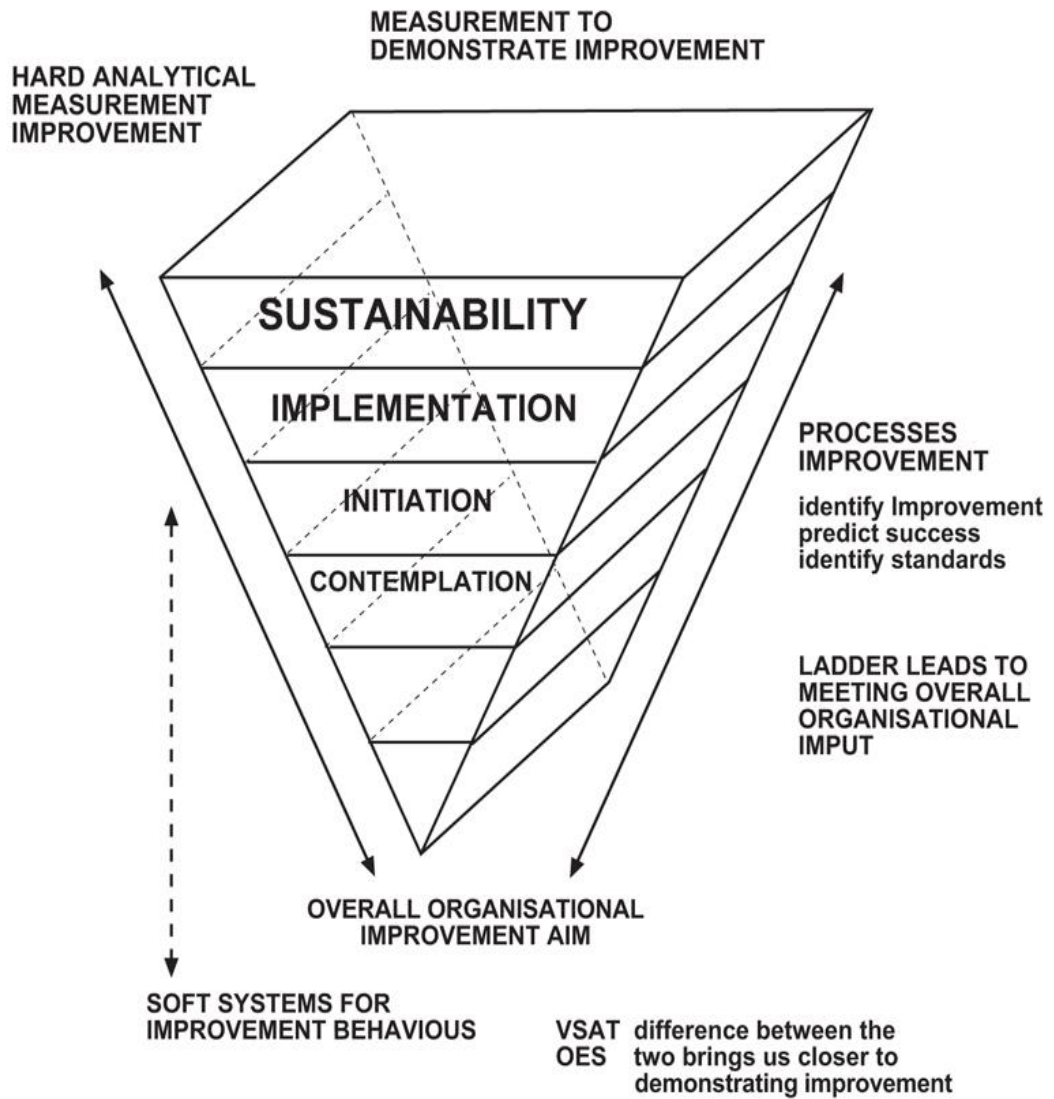 MEASUREMENT TO
DEMONSTRATE IMPROVEMENT
HARD ANALYTICAL
MEASUREMENT
IMPROVEMENT
SUSTAINABILITY
IMPLEMENTATION
INITIATION
CONTEMPLATION
PROCESSES
IMPROVEMENT
identify Improvement
predict success
identify standards
LADDER LEADS TO
MEETING OVERALL
ORGANISATIONAL
IMPUT
OVERALL ORGANISATIONAL
IMPROVEMENT AIM
SOFT SYSTEMS FOR
IMPROVEMENT BEHAVIOUS
VSAT difference between the
OES two brings us closer to
demonstrating improvement